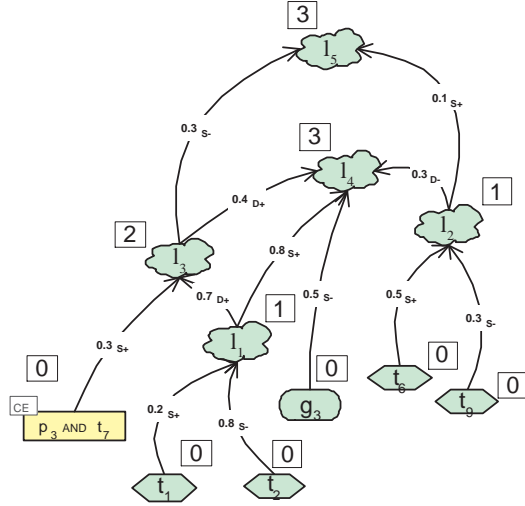 3
l5
0.1 S+
0.3 S-
3
l4
0.3 D-
0.4 D+
1
l2
2
l3
0.8 S+
0.7 D+
0.5 S-
0.5 S+
0.3 S-
1
l1
0.3 S+
0
0
0
0
t6
t9
CE
p3 AND t7
g3
0.2 S+
0.8 S-
0
0
t1
t2